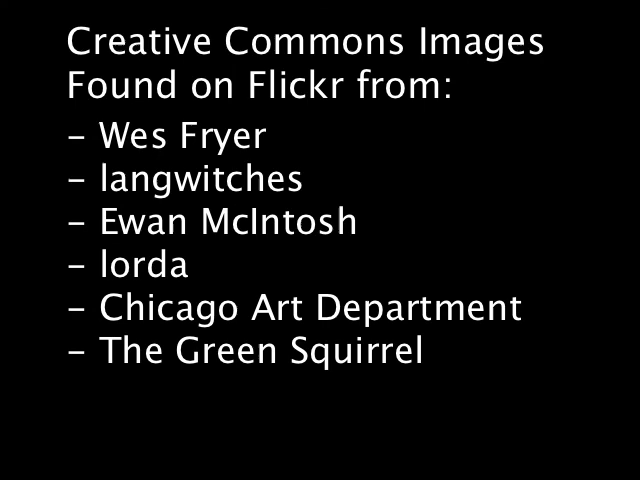 Creative Commons Images
Found on Flickr from:
- Wes Fryer
- langwitches
- Ewan McIntosh
- lorda
- Chicago Art Department
- The Green Squirrel